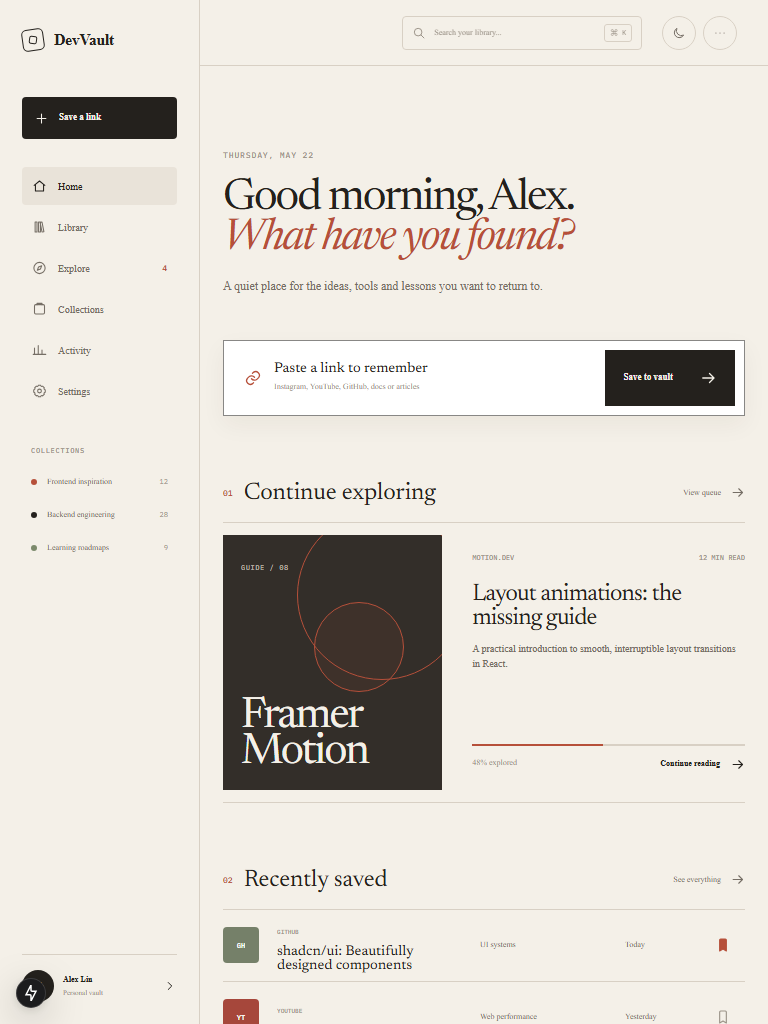 DevVault
Search your library...
⌘ K
Save a link
Home
Library
Explore 4
Collections
Activity
Settings
COLLECTIONS
Frontend inspiration 12
Backend engineering 28
Learning roadmaps 9
Alex Lin
Personal vault
THURSDAY, MAY 22
Good morning, Alex.
What have you found?
A quiet place for the ideas, tools and lessons you want to return to.
Paste a link to remember
Instagram, YouTube, GitHub, docs or articles
Save to vault
01 Continue exploring
View queue
GUIDE / 08
Framer
Motion
MOTION.DEV 12 MIN READ
Layout animations: the
missing guide
A practical introduction to smooth, interruptible layout transitions
in React.
48% explored
Continue reading
02 Recently saved
See everything
GH
GITHUB
shadcn/ui: Beautifully
designed components
UI systems
Today
YT
YOUTUBE
Web performance
Yesterday